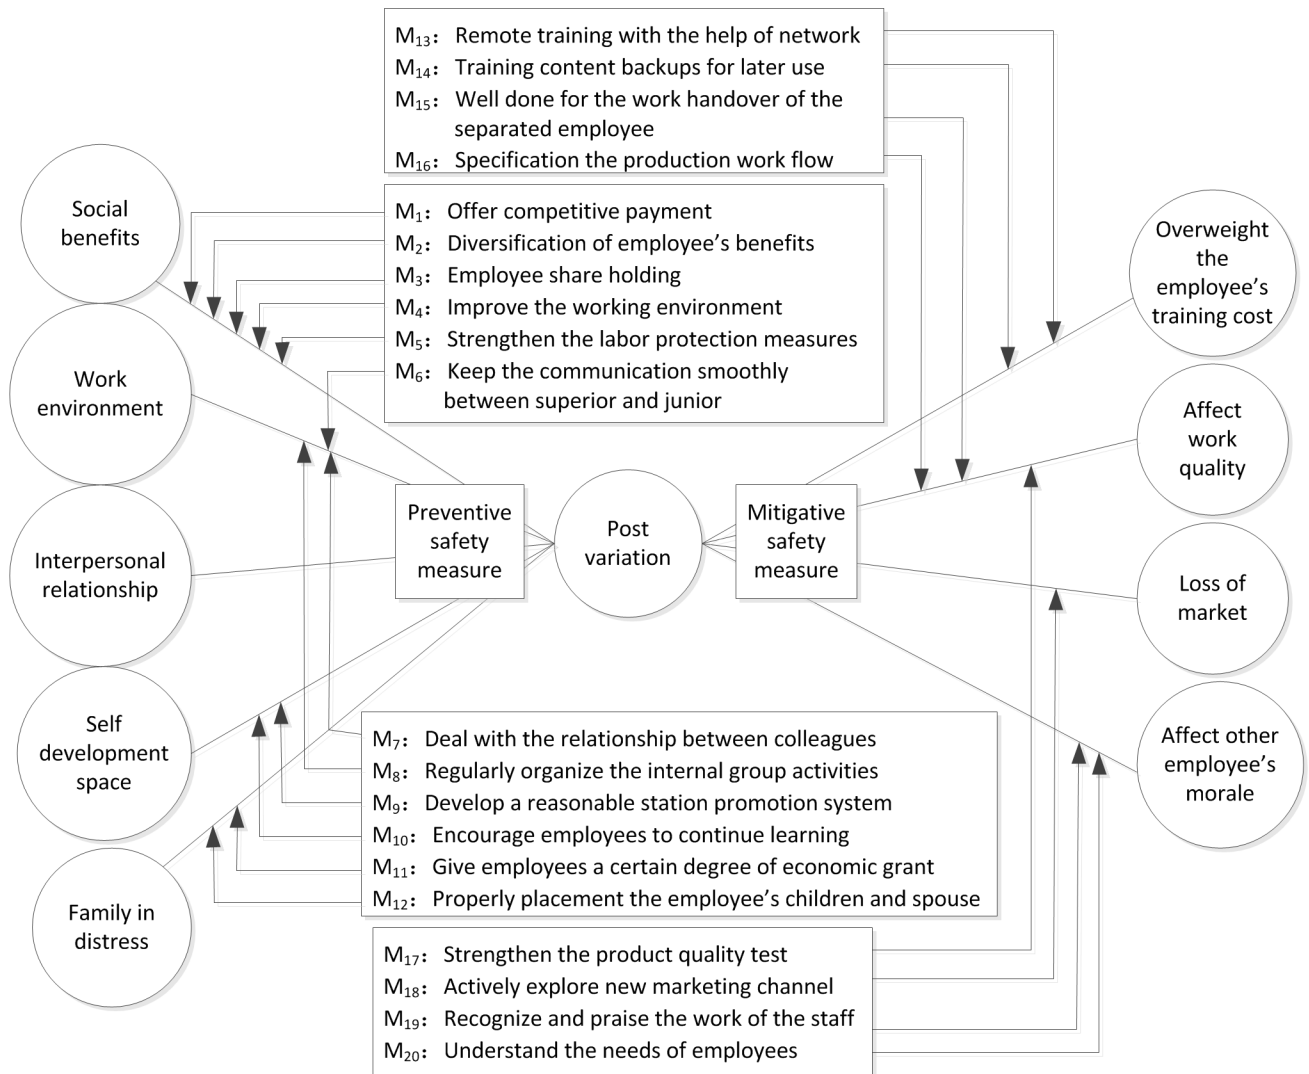 M13：Remote training with the help of network
M14：Training content backups for later use
M15：Well done for the work handover of the
separated employee
M16：Specification the production work flow
M1：Offer competitive payment
M2：Diversification of employee’s benefits
M3：Employee share holding
M4：Improve the working environment
M5：Strengthen the labor protection measures
M6：Keep the communication smoothly
between superior and junior
Social
benefits
Work
environment
Interpersonal
relationship
Self
development
space
Family in
distress
Preventive
safety
measure
Post
variation
Mitigative
safety
measure
Overweight
the
employee’s
training cost
Affect
work
quality
Loss of
market
Affect other
employee’s
morale
M7：Deal with the relationship between colleagues
M8：Regularly organize the internal group activities
M9：Develop a reasonable station promotion system
M10：Encourage employees to continue learning
M11：Give employees a certain degree of economic grant
M12：Properly placement the employee’s children and spouse
M17：Strengthen the product quality test
M18：Actively explore new marketing channel
M19：Recognize and praise the work of the staff
M20：Understand the needs of employees